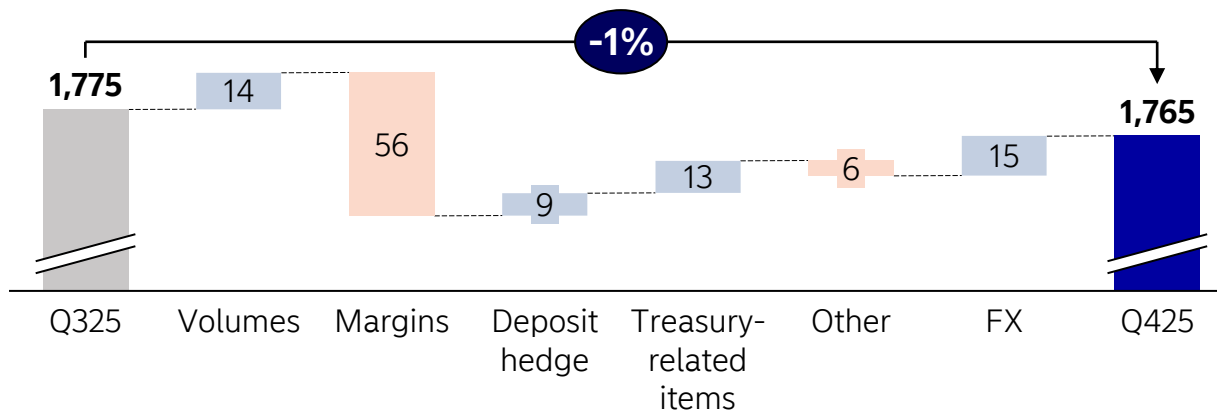 -1%
1,775
14
56
9
13
6
15
1,765
Q325
Volumes
Margins
Deposit
hedge
Treasury-
related
items
Other
FX
Q425